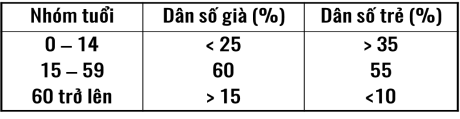 Nhóm tuổi Dân số già (%) Dân số trẻ (%)
0 – 14 < 25 > 35
15 – 59 60 55
60 trở lên > 15 <10